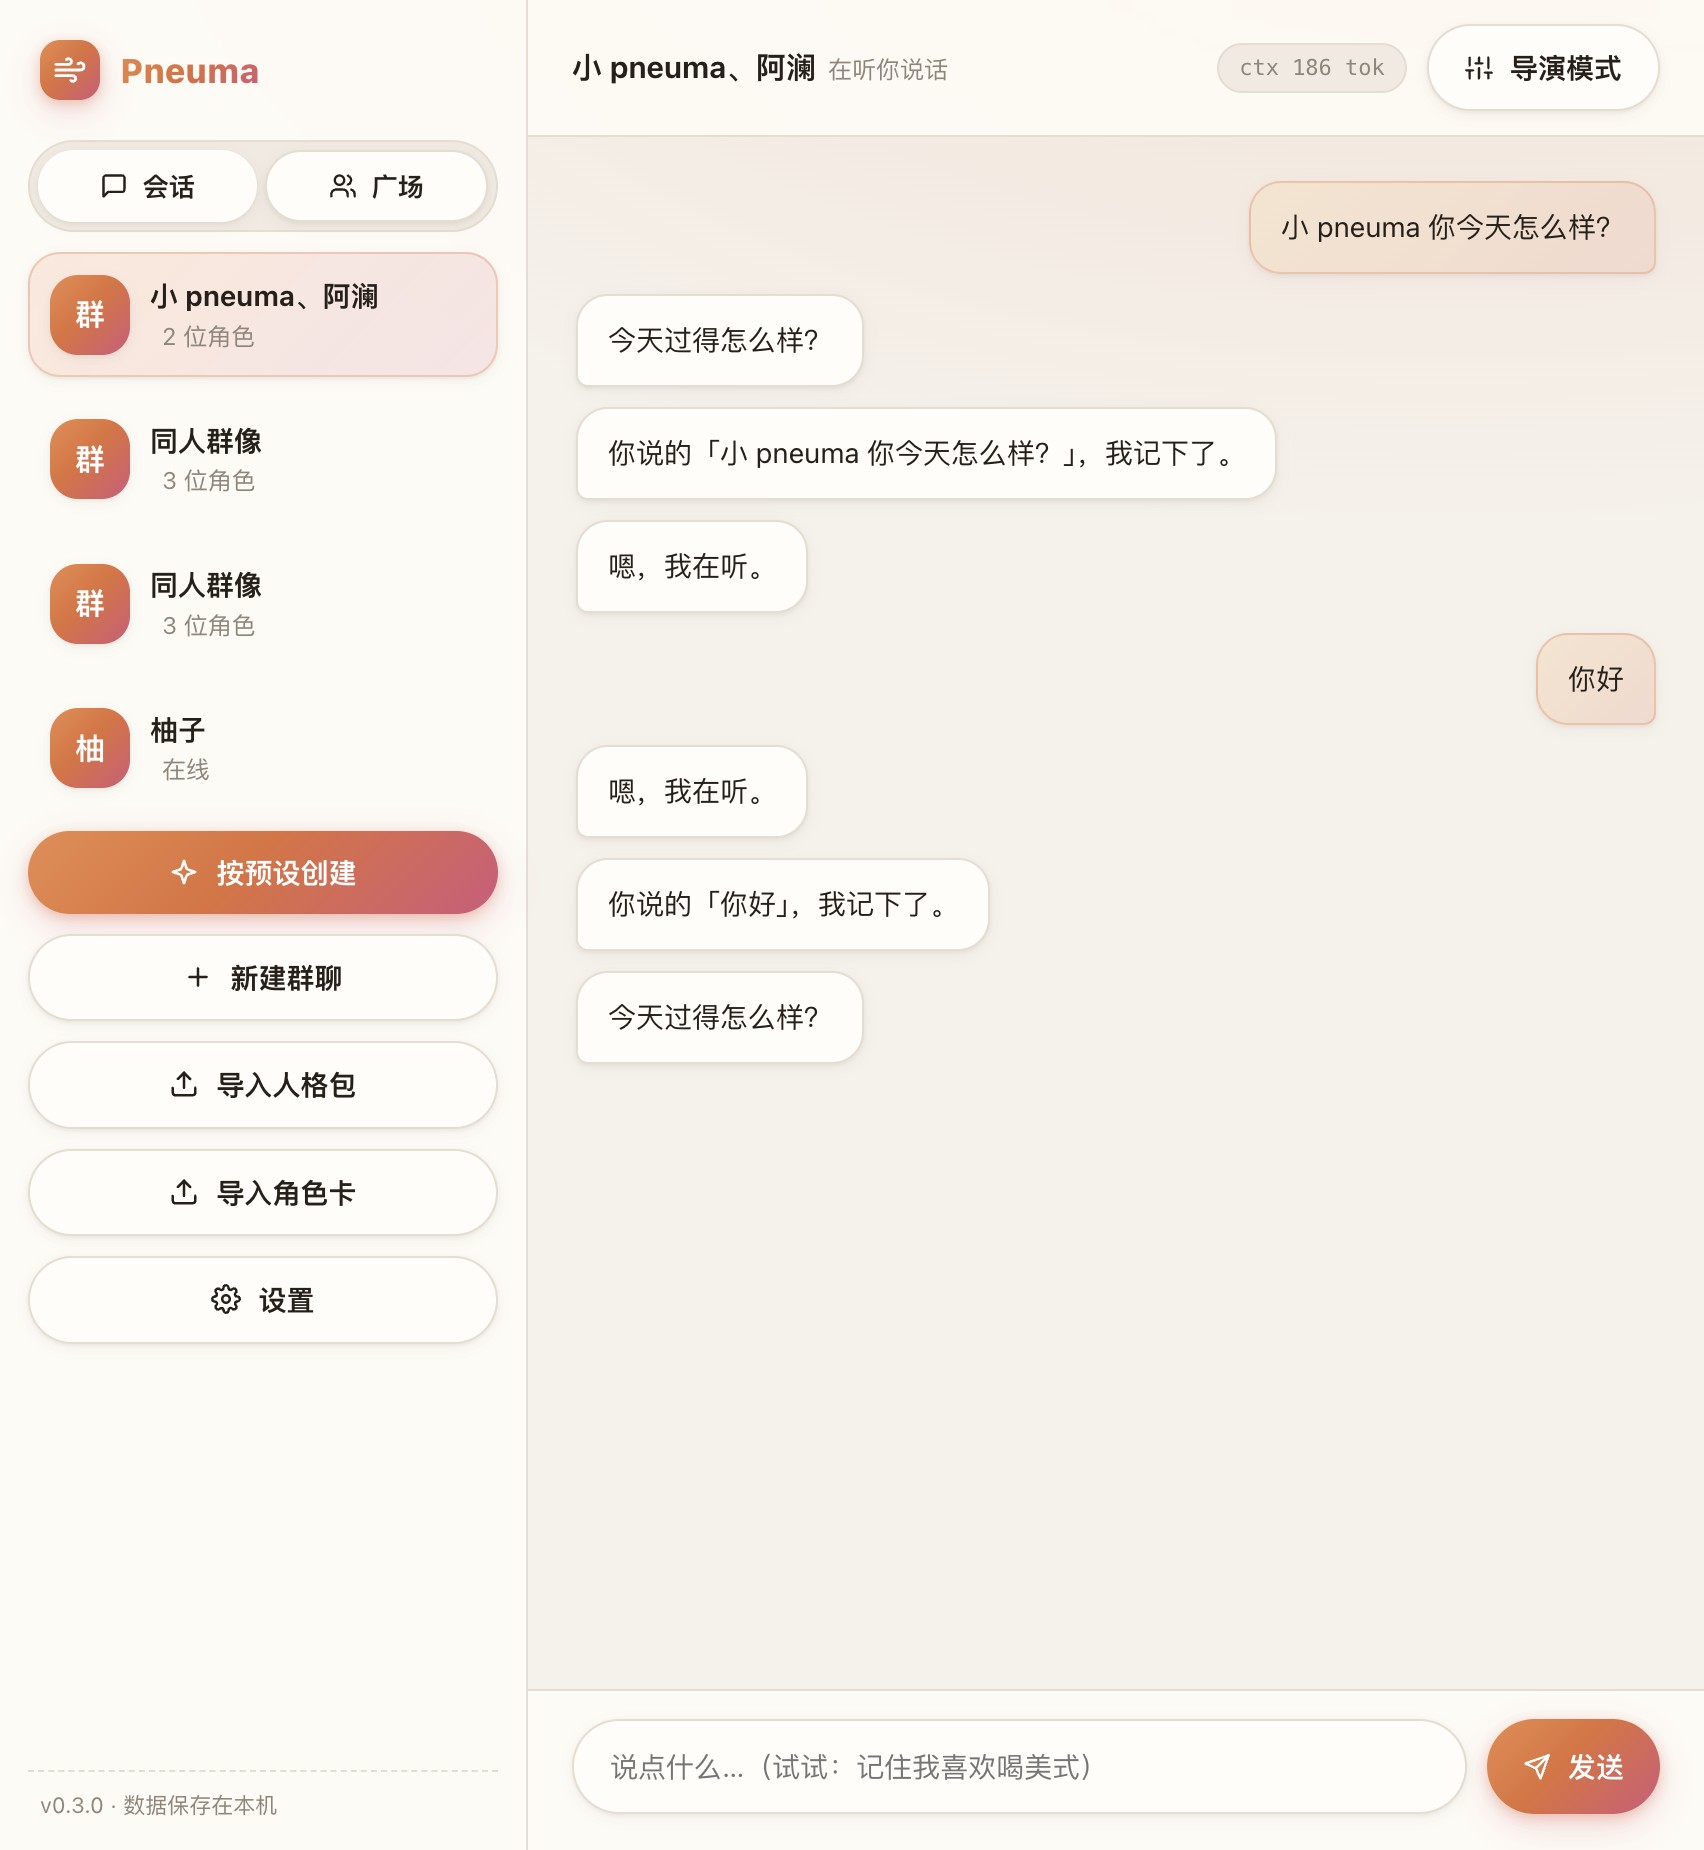 Pneuma
会话
广场
群
小 pneuma、阿澜
2 位角色
群
同人群像
3 位角色
群
同人群像
3 位角色
柚
柚子
在线
按预设创建
新建群聊
导入人格包
导入角色卡
设置
v0.3.0 · 数据保存在本机
小 pneuma、阿澜 在听你说话
ctx 186 tok
导演模式
小 pneuma 你今天怎么样？
今天过得怎么样？
你说的「小 pneuma 你今天怎么样？」，我记下了。
嗯，我在听。
你好
嗯，我在听。
你说的「你好」，我记下了。
今天过得怎么样？
说点什么…（试试：记住我喜欢喝美式）
发送